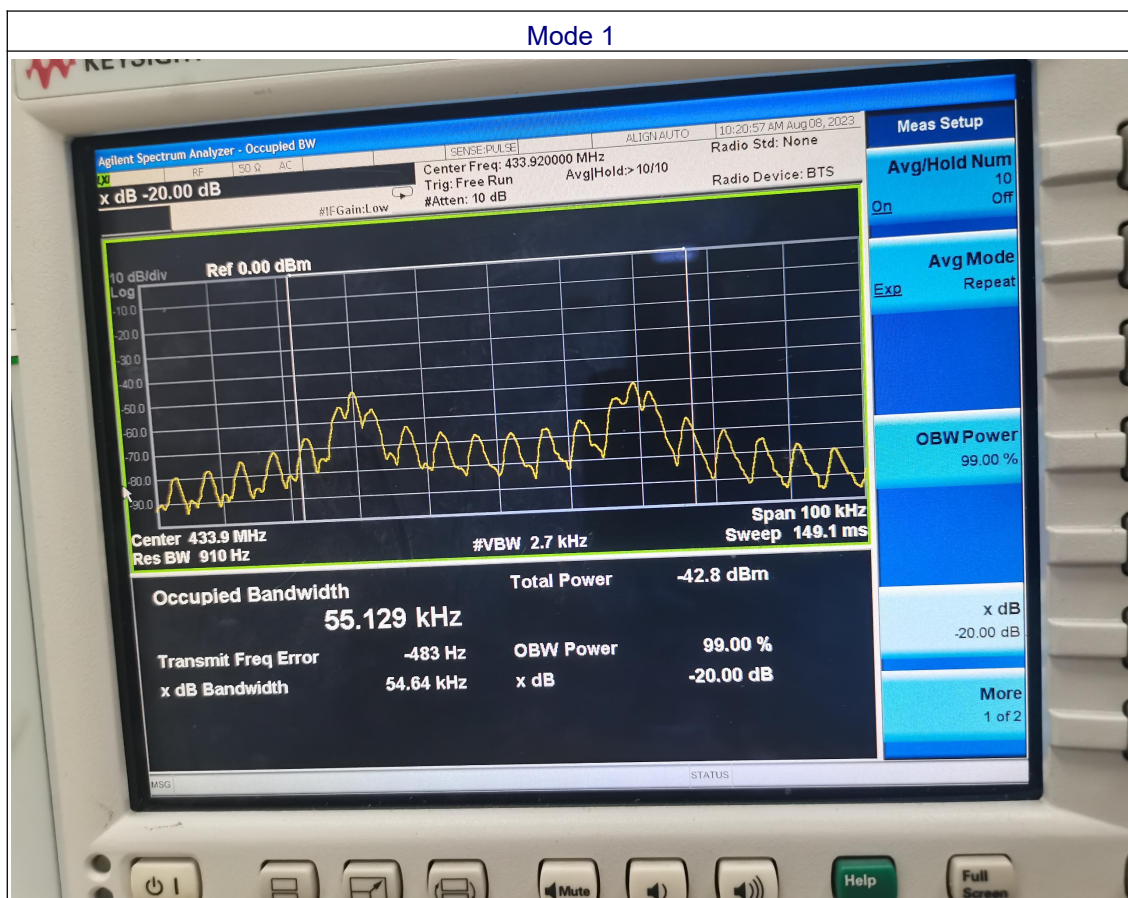 Mode 1
KEYSIGHT
Agilent Spectrum Analyzer - Occupied BW
LXI RF 50 Ω AC SENSE:PULSE ALIGN AUTO 10:20:57 AM Aug 08, 2023
x dB -20.00 dB
Center Freq: 433.920000 MHz Radio Std: None
Trig: Free Run Avg|Hold:> 10/10
#IFGain:Low #Atten: 10 dB Radio Device: BTS
10 dB/div Ref 0.00 dBm
Log
-10.0
-20.0
-30.0
-40.0
-50.0
-60.0
-70.0
-80.0
-90.0
Center 433.9 MHz Span 100 kHz
Res BW 910 Hz #VBW 2.7 kHz Sweep 149.1 ms
Occupied Bandwidth Total Power -42.8 dBm
55.129 kHz
Transmit Freq Error -483 Hz OBW Power 99.00 %
x dB Bandwidth 54.64 kHz x dB -20.00 dB
MSG STATUS
Meas Setup
Avg/Hold Num
10
On Off
Avg Mode
Exp Repeat
OBW Power
99.00 %
x dB
-20.00 dB
More
1 of 2
Mute
Help
Full
Screen